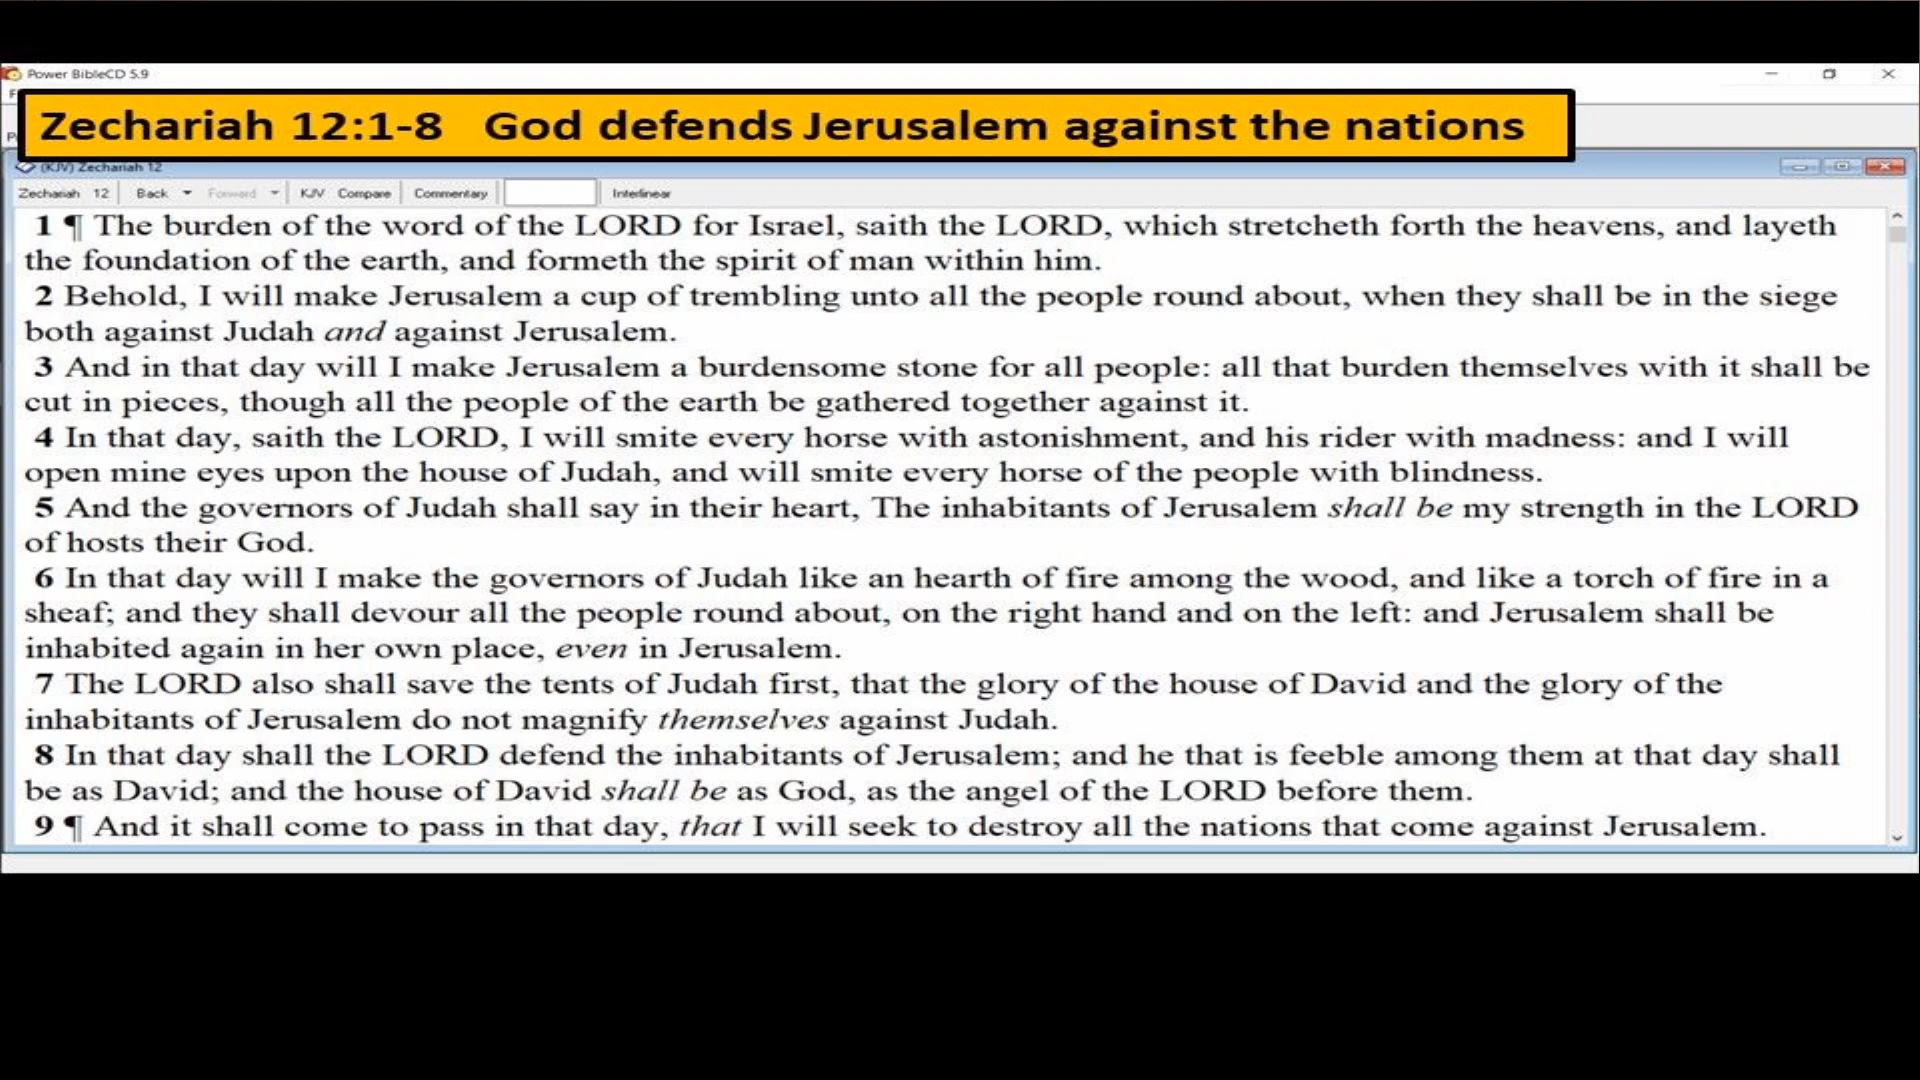 Power BibleCD 5.9
Zechariah 12:1-8 God defends Jerusalem against the nations
(KJV) Zechariah 12
Zechariah 12 Back Forward KJV Compare Commentary Interlinear
1 ¶ The burden of the word of the LORD for Israel, saith the LORD, which stretcheth forth the heavens, and layeth
the foundation of the earth, and formeth the spirit of man within him.
2 Behold, I will make Jerusalem a cup of trembling unto all the people round about, when they shall be in the siege
both against Judah and against Jerusalem.
3 And in that day will I make Jerusalem a burdensome stone for all people: all that burden themselves with it shall be
cut in pieces, though all the people of the earth be gathered together against it.
4 In that day, saith the LORD, I will smite every horse with astonishment, and his rider with madness: and I will
open mine eyes upon the house of Judah, and will smite every horse of the people with blindness.
5 And the governors of Judah shall say in their heart, The inhabitants of Jerusalem shall be my strength in the LORD
of hosts their God.
6 In that day will I make the governors of Judah like an hearth of fire among the wood, and like a torch of fire in a
sheaf; and they shall devour all the people round about, on the right hand and on the left: and Jerusalem shall be
inhabited again in her own place, even in Jerusalem.
7 The LORD also shall save the tents of Judah first, that the glory of the house of David and the glory of the
inhabitants of Jerusalem do not magnify themselves against Judah.
8 In that day shall the LORD defend the inhabitants of Jerusalem; and he that is feeble among them at that day shall
be as David; and the house of David shall be as God, as the angel of the LORD before them.
9 ¶ And it shall come to pass in that day, that I will seek to destroy all the nations that come against Jerusalem.